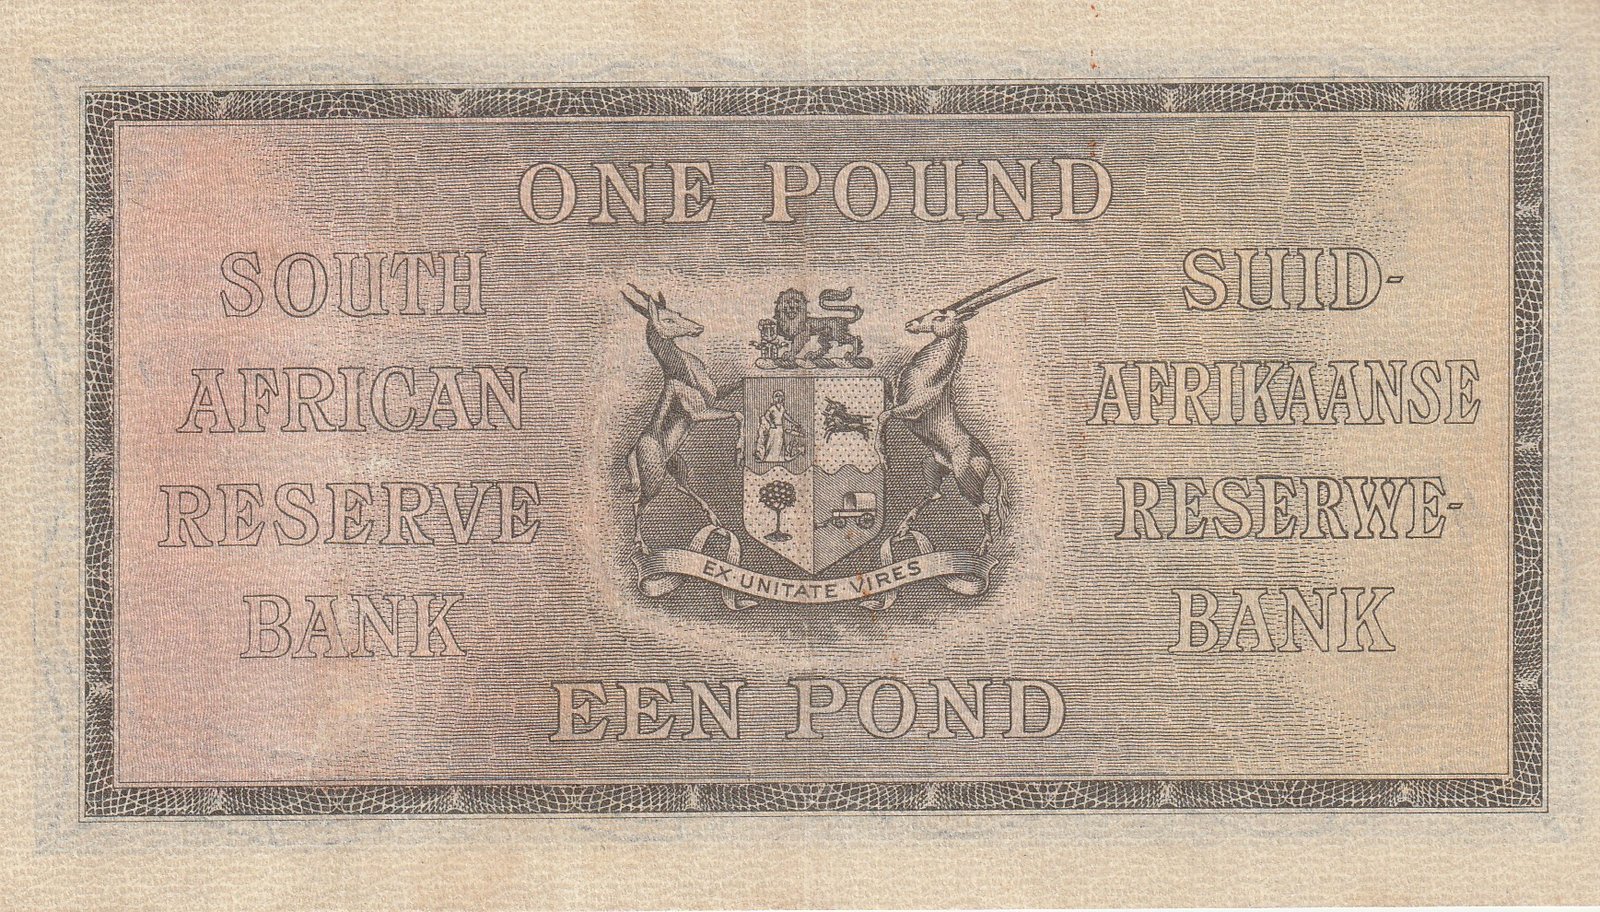 ONE POUND
SOUTH
AFRICAN
RESERVE
BANK
SUID-
AFRIKAANSE
RESERWE-
BANK
EX UNITATE VIRES
EEN POND